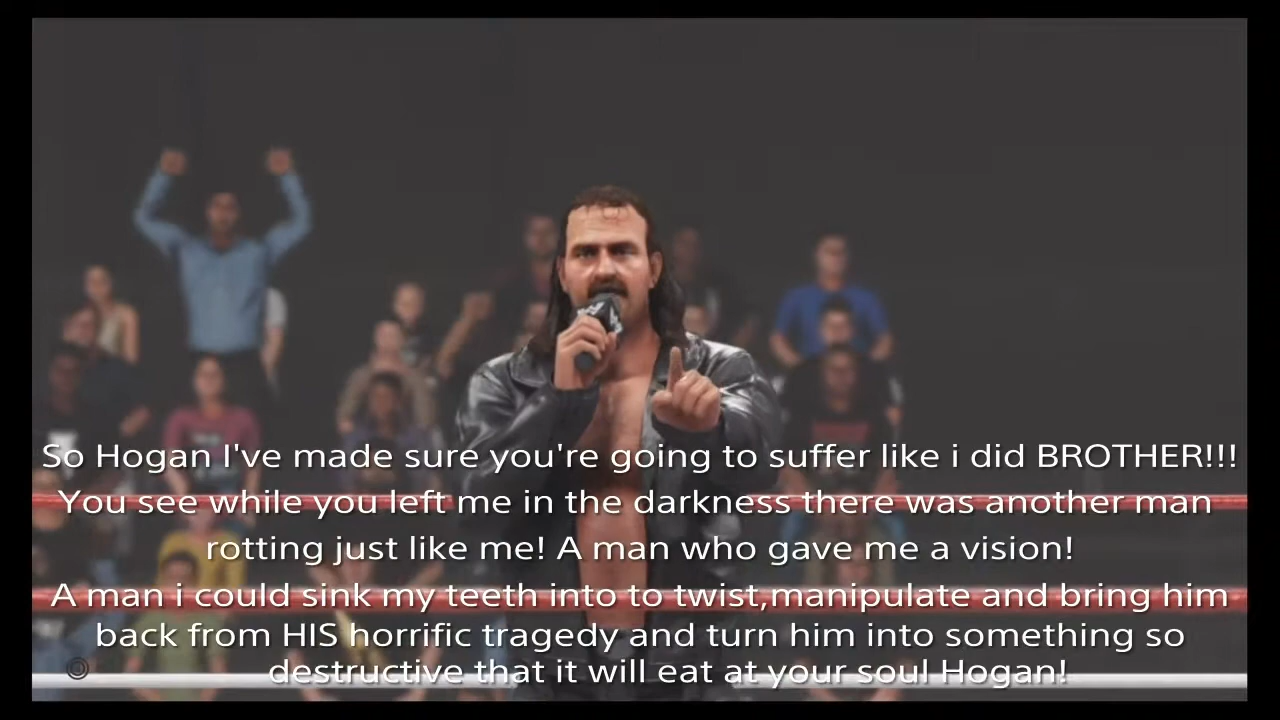 So Hogan I've made sure you're going to suffer like i did BROTHER!!!
You see while you left me in the darkness there was another man
rotting just like me! A man who gave me a vision!
A man i could sink my teeth into to twist,manipulate and bring him
back from HIS horrific tragedy and turn him into something so
destructive that it will eat at your soul Hogan!